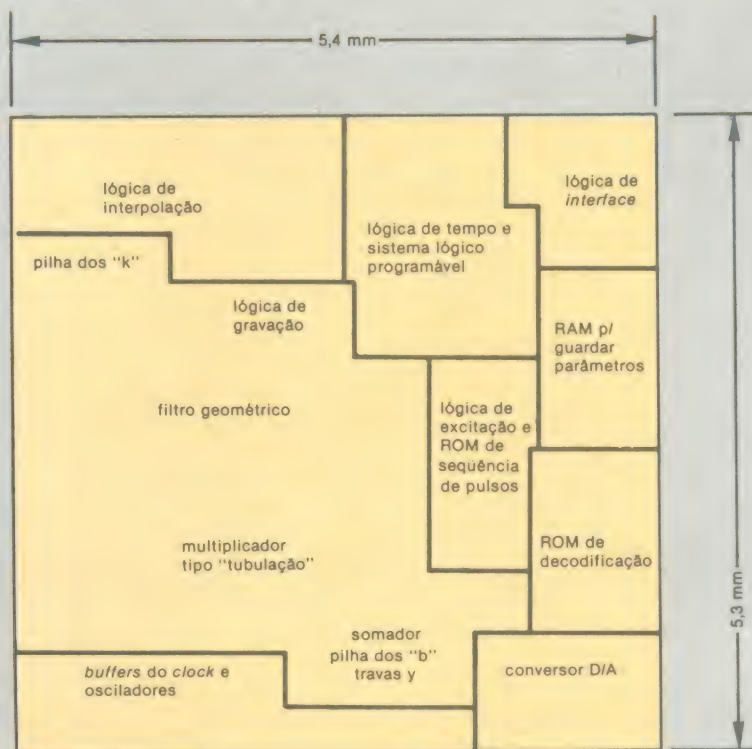 5,4 mm
lógica de
interpolação
pilha dos "k"
lógica de
gravação
lógica de tempo e
sistema lógico
programável
lógica de
interface
RAM p/
guardar
parâmetros
filtro geométrico
lógica de
excitação e
ROM de
seqüência
de pulsos
multiplicador
tipo "tubulação"
ROM de
decodificação
somador
pilha dos "b"
travas y
buffers do clock e
osciladores
conversor D/A
5,3 mm